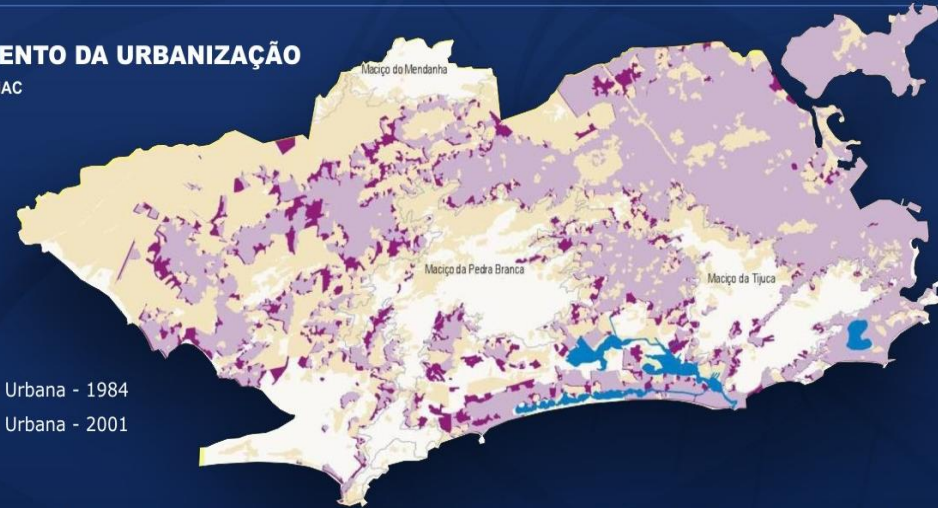 ENTO DA URBANIZAÇÃO
AC
Maciço do Mendanha
Maciço da Pedra Branca
Maciço da Tijuca
Urbana - 1984
Urbana - 2001